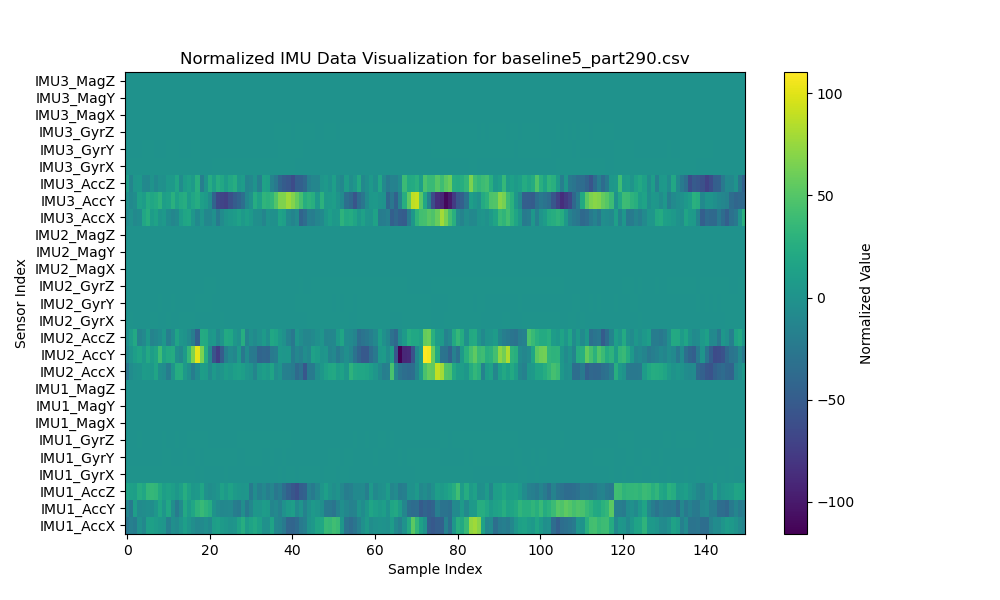 Normalized IMU Data Visualization for baseline5_part290.csv
IMU3_MagZ
IMU3_MagY
IMU3_MagX
IMU3_GyrZ
IMU3_GyrY
IMU3_GyrX
IMU3_AccZ
IMU3_AccY
IMU3_AccX
IMU2_MagZ
IMU2_MagY
IMU2_MagX
IMU2_GyrZ
IMU2_GyrY
IMU2_GyrX
IMU2_AccZ
IMU2_AccY
IMU2_AccX
IMU1_MagZ
IMU1_MagY
IMU1_MagX
IMU1_GyrZ
IMU1_GyrY
IMU1_GyrX
IMU1_AccZ
IMU1_AccY
IMU1_AccX
Sensor Index
0 20 40 60 80 100 120 140
Sample Index
100
50
0
−50
−100
Normalized Value